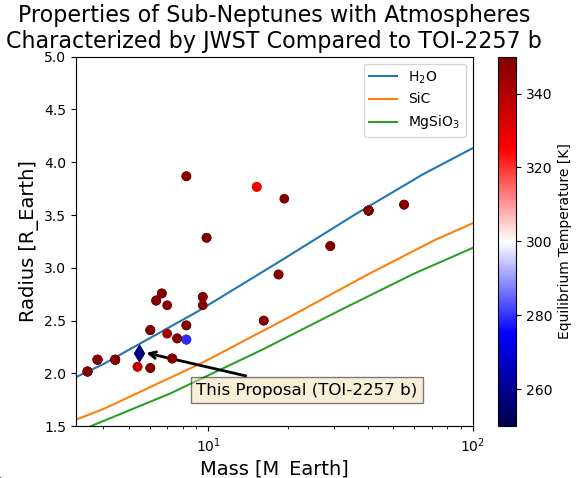 Properties of Sub-Neptunes with Atmospheres
Characterized by JWST Compared to TOI-2257 b
5.0
4.5
4.0
3.5
3.0
2.5
2.0
1.5
Radius [R_Earth]
H₂O
SiC
MgSiO₃
This Proposal (TOI-2257 b)
10¹
10²
Mass [M_Earth]
340
320
300
280
260
Equilibrium Temperature [K]